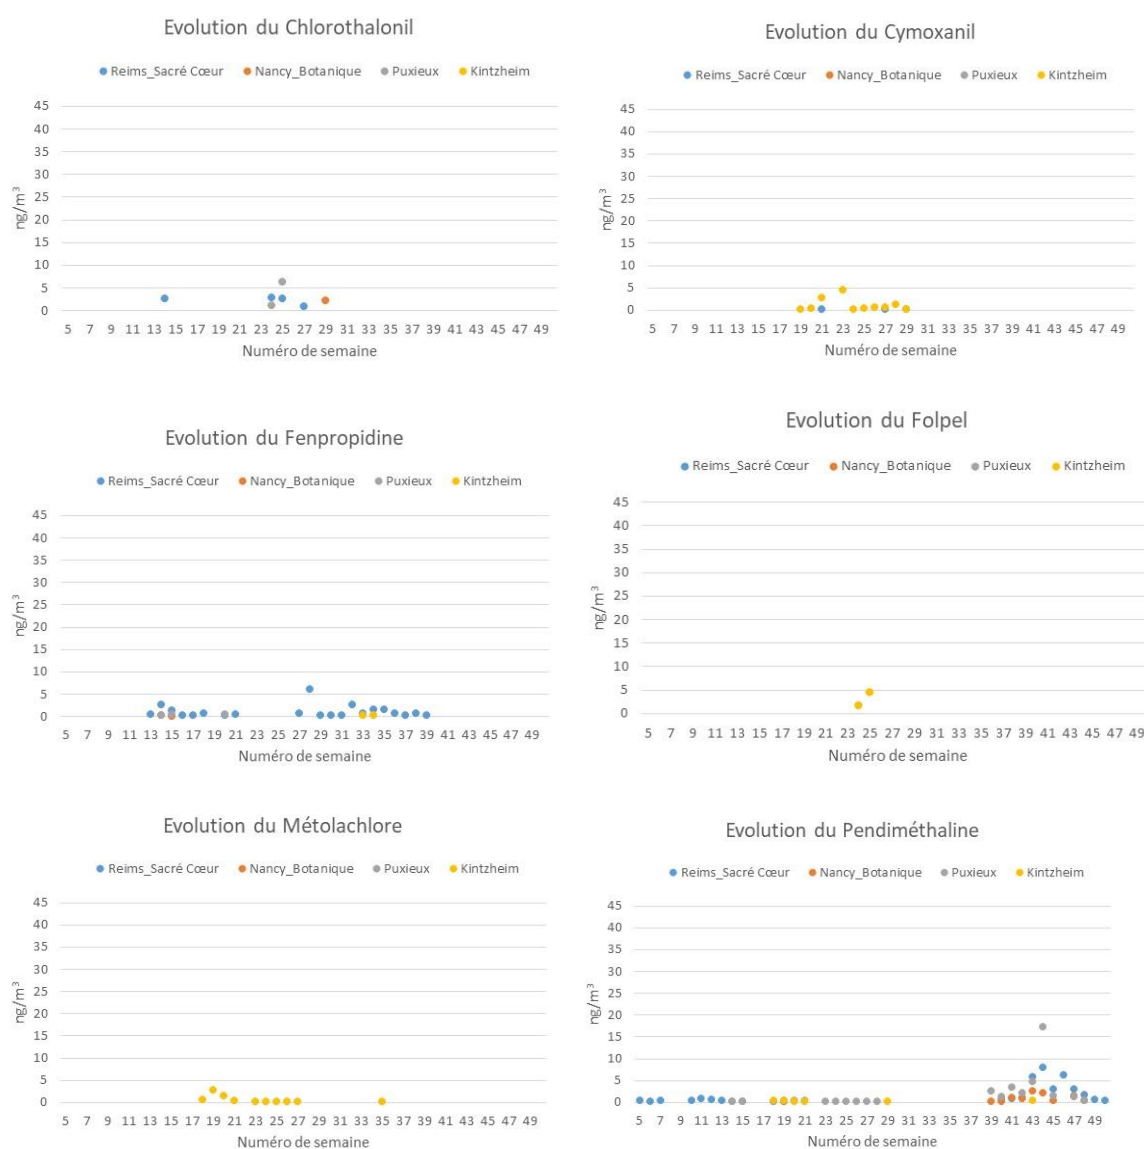 Evolution du Chlorothalonil
Reims_Sacré Cœur Nancy_Botanique Puxieux Kintzheim
45
40
35
30
25
20
15
10
5
0
ng/m³
5 7 9 11 13 15 17 19 21 23 25 27 29 31 33 35 37 39 41 43 45 47 49
Numéro de semaine
Evolution du Cymoxanil
Reims_Sacré Cœur Nancy_Botanique Puxieux Kintzheim
45
40
35
30
25
20
15
10
5
0
ng/m³
5 7 9 11 13 15 17 19 21 23 25 27 29 31 33 35 37 39 41 43 45 47 49
Numéro de semaine
Evolution du Fenpropidine
Reims_Sacré Cœur Nancy_Botanique Puxieux Kintzheim
45
40
35
30
25
20
15
10
5
0
ng/m³
5 7 9 11 13 15 17 19 21 23 25 27 29 31 33 35 37 39 41 43 45 47 49
Numéro de semaine
Evolution du Folpel
Reims_Sacré Cœur Nancy_Botanique Puxieux Kintzheim
45
40
35
30
25
20
15
10
5
0
ng/m³
5 7 9 11 13 15 17 19 21 23 25 27 29 31 33 35 37 39 41 43 45 47 49
Numéro de semaine
Evolution du Métolachlore
Reims_Sacré Cœur Nancy_Botanique Puxieux Kintzheim
45
40
35
30
25
20
15
10
5
0
ng/m³
5 7 9 11 13 15 17 19 21 23 25 27 29 31 33 35 37 39 41 43 45 47 49
Numéro de semaine
Evolution du Pendiméthaline
Reims_Sacré Cœur Nancy_Botanique Puxieux Kintzheim
45
40
35
30
25
20
15
10
5
0
ng/m³
5 7 9 11 13 15 17 19 21 23 25 27 29 31 33 35 37 39 41 43 45 47 49
Numéro de semaine